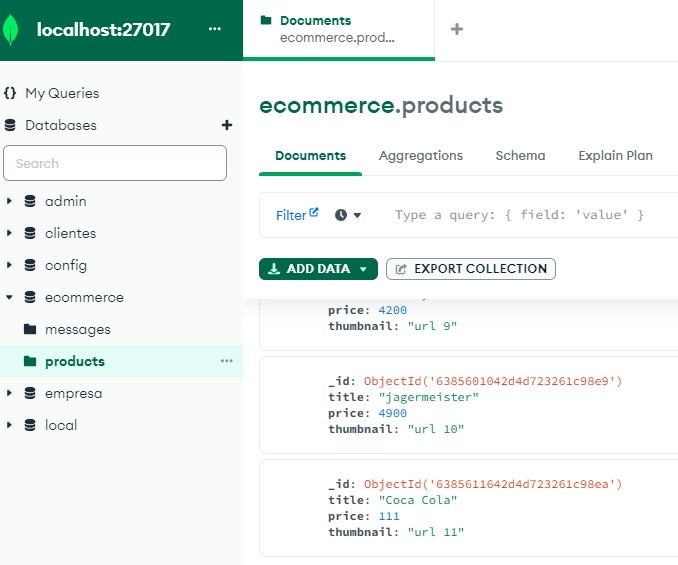 localhost:27017
...
Documents
ecommerce.prod...
+
{} My Queries
Databases
+
Search
admin
clientes
config
ecommerce
messages
products
...
empresa
local
ecommerce.products
Documents
Aggregations
Schema
Explain Plan
Filter
Type a query: { field: 'value' }
ADD DATA
EXPORT COLLECTION
price: 4200
thumbnail: "url 9"
_id: ObjectId('6385601042d4d723261c98e9')
title: "jagermeister"
price: 4900
thumbnail: "url 10"
_id: ObjectId('6385611642d4d723261c98ea')
title: "Coca Cola"
price: 111
thumbnail: "url 11"